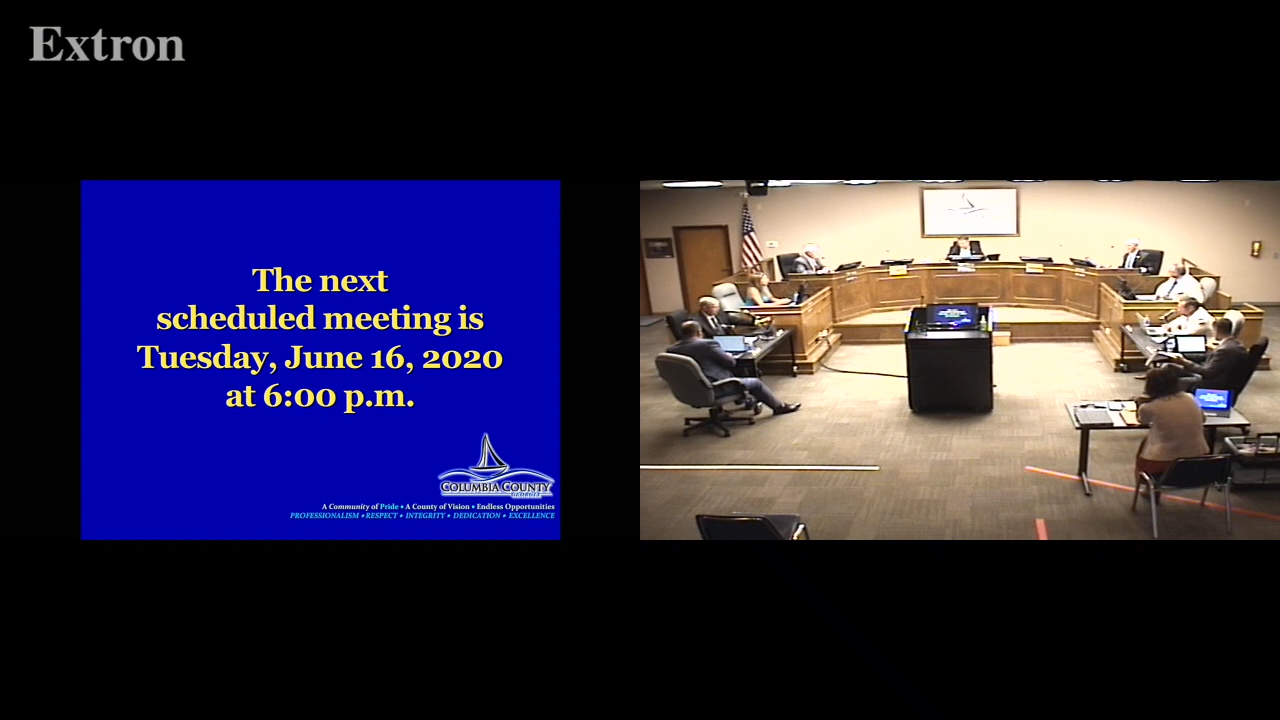 Extron
The next
scheduled meeting is
Tuesday, June 16, 2020
at 6:00 p.m.
COLUMBIA COUNTY
GEORGIA
A Community of Pride • A County of Vision • Endless Opportunities
PROFESSIONALISM • RESPECT • INTEGRITY • DEDICATION • EXCELLENCE